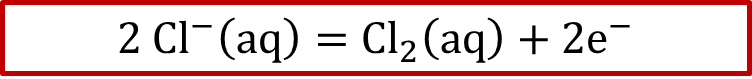 2 Cl⁻(aq) = Cl₂(aq) + 2e⁻